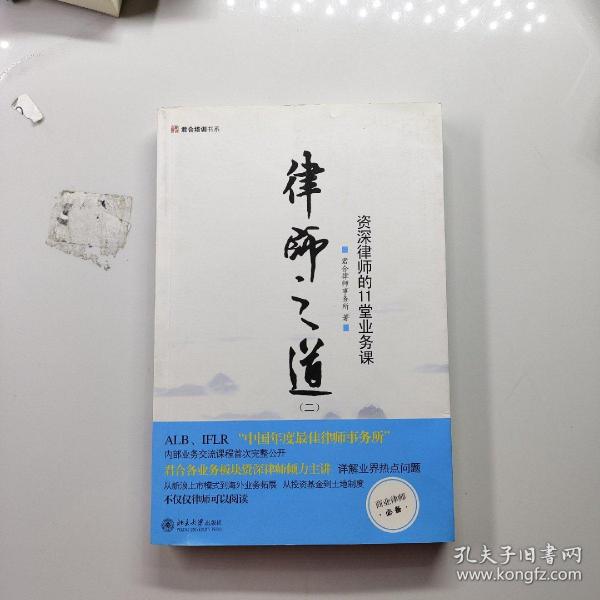 君合培训书系
律师之道
(二)
资深律师的11堂业务课
君合律师事务所 著
ALB、IFLR “中国年度最佳律师事务所”
内部业务交流课程首次完整公开
君合各业务板块资深律师倾力主讲 详解业界热点问题
从新浪上市模式到海外业务拓展 从投资基金到土地制度
不仅仅律师可以阅读
商业律师
必备
北京大学出版社
孔夫子旧书网
www.kongfz.com